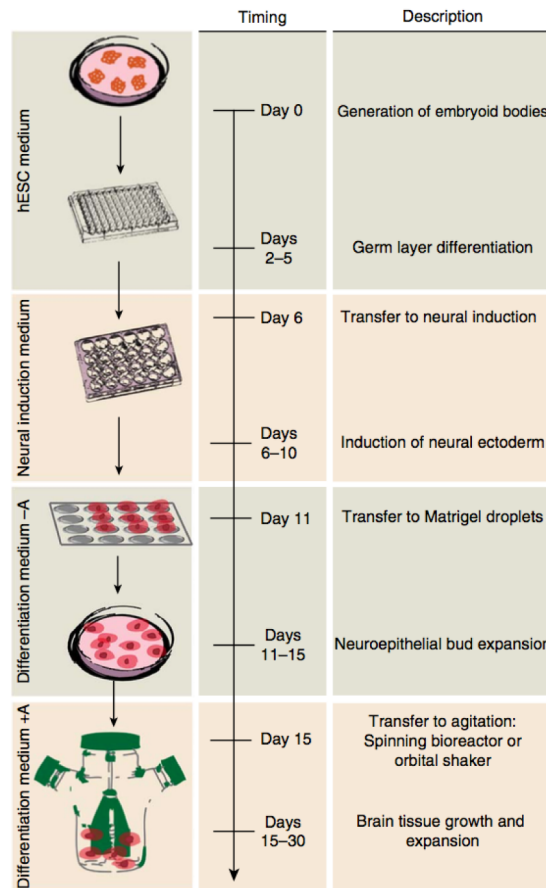 Timing
Description
hESC medium
Day 0
Generation of embryoid bodies
Days
2–5
Germ layer differentiation
Neural induction medium
Day 6
Transfer to neural induction
Days
6–10
Induction of neural ectoderm
Differentiation medium –A
Day 11
Transfer to Matrigel droplets
Days
11–15
Neuroepithelial bud expansion
Differentiation medium +A
Day 15
Transfer to agitation:
Spinning bioreactor or
orbital shaker
Days
15–30
Brain tissue growth and
expansion